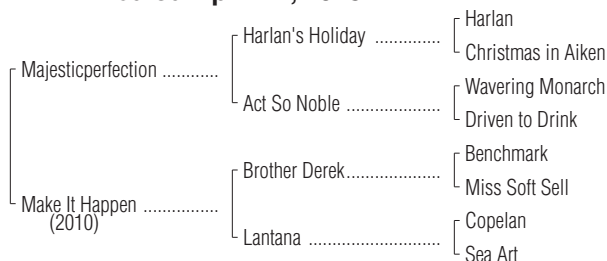 Harlan
Harlan's Holiday ...............
Christmas in Aiken
Majesticperfection ...........
Wavering Monarch
Act So Noble ..................
Driven to Drink
Benchmark
Brother Derek..................
Miss Soft Sell
Make It Happen ...............
(2010)
Copelan
Lantana .........................
Sea Art